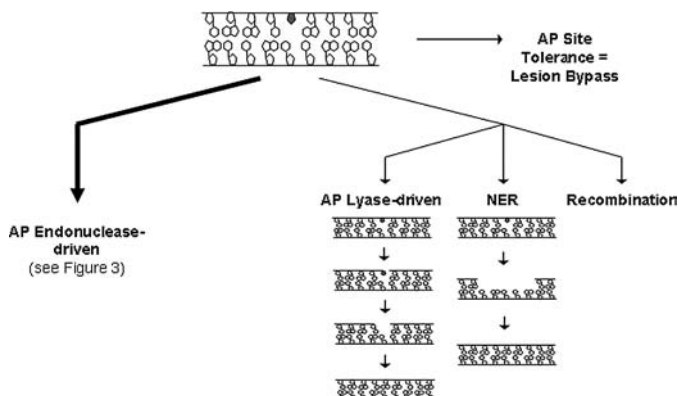 AP Site
Tolerance =
Lesion Bypass
AP Endonuclease-
driven
(see Figure 3)
AP Lyase-driven
NER
Recombination